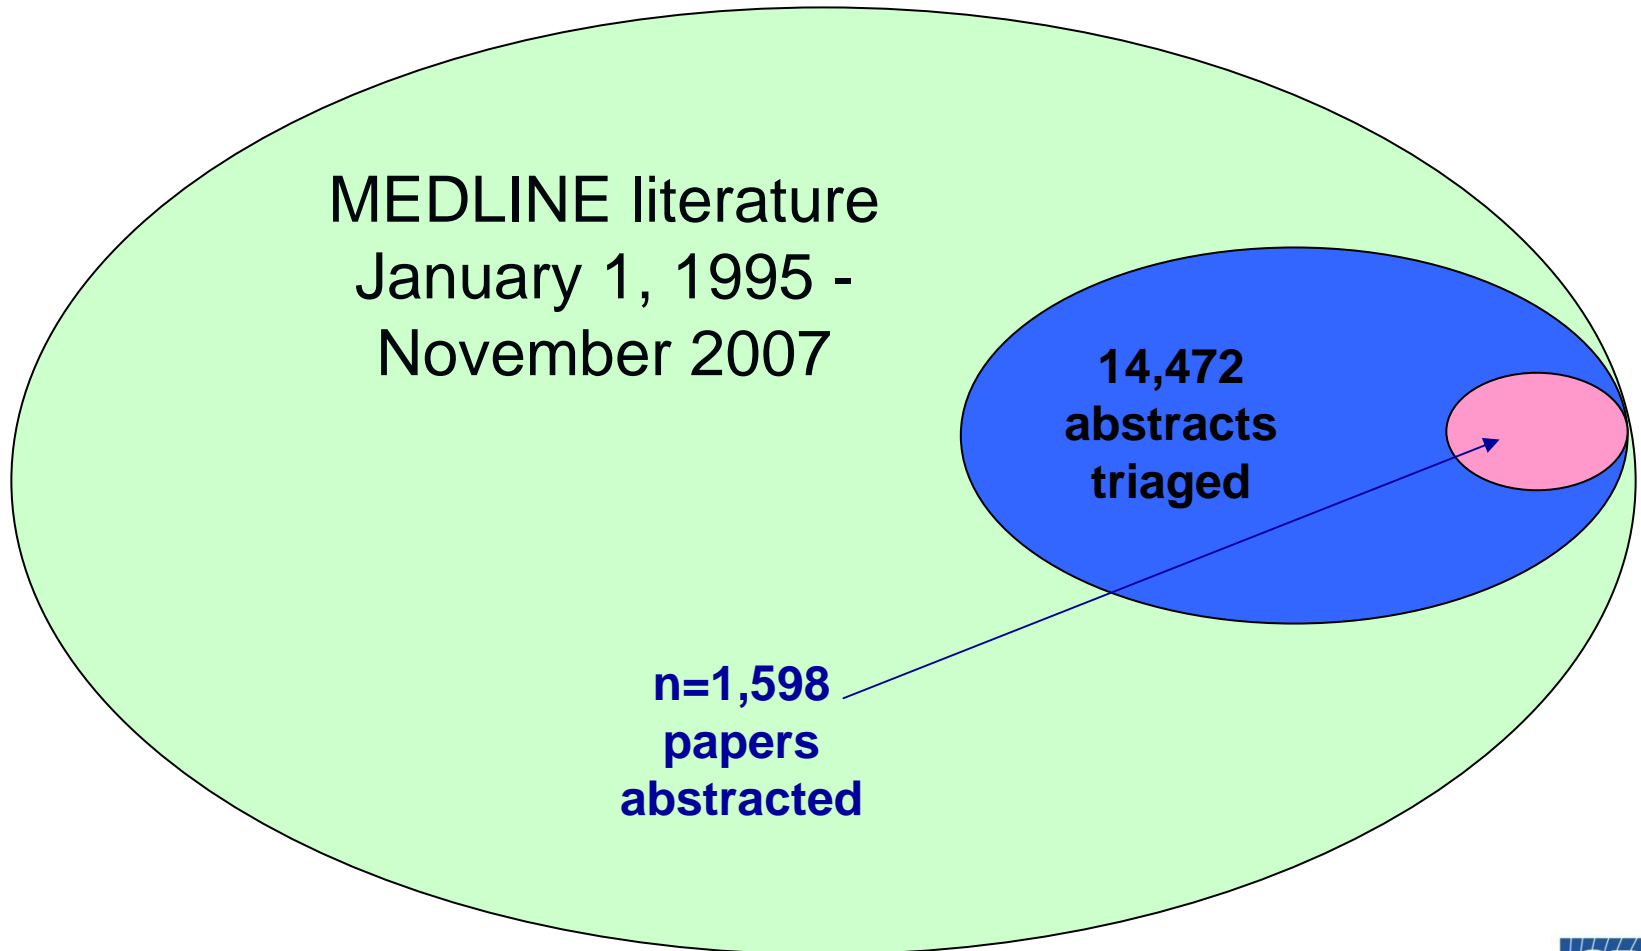 MEDLINE literature
January 1, 1995 -
November 2007
14,472
abstracts
triaged
n=1,598
papers
abstracted